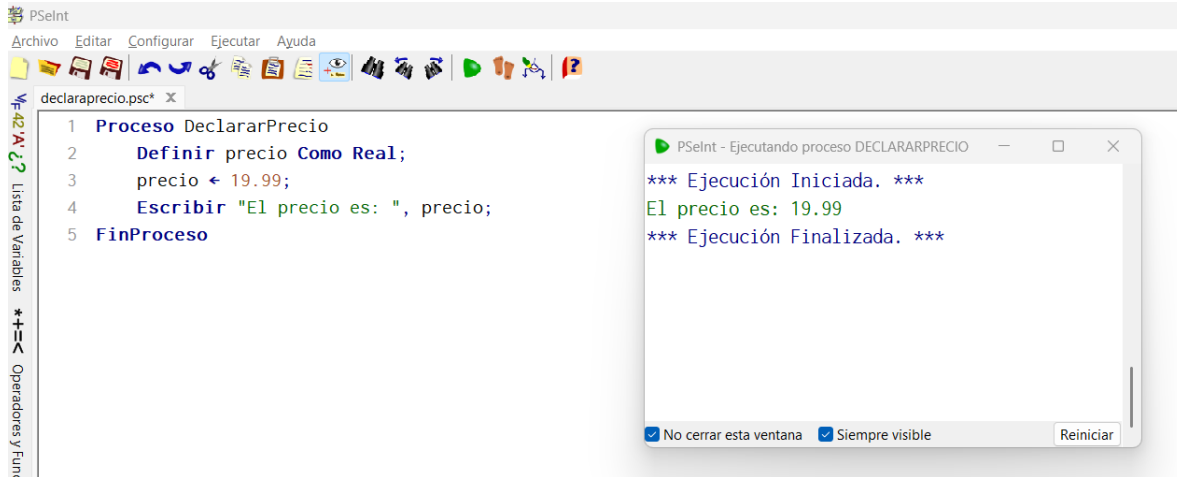 PSeInt
Archivo Editar Configurar Ejecutar Ayuda
declaraprecio.psc* X
V F 42 'A' ¿? Lista de Variables
*+=< Operadores y Func
1 Proceso DeclararPrecio
2 Definir precio Como Real;
3 precio ← 19.99;
4 Escribir "El precio es: ", precio;
5 FinProceso
PSeInt - Ejecutando proceso DECLARARPRECIO
*** Ejecución Iniciada. ***
El precio es: 19.99
*** Ejecución Finalizada. ***
No cerrar esta ventana Siempre visible Reiniciar